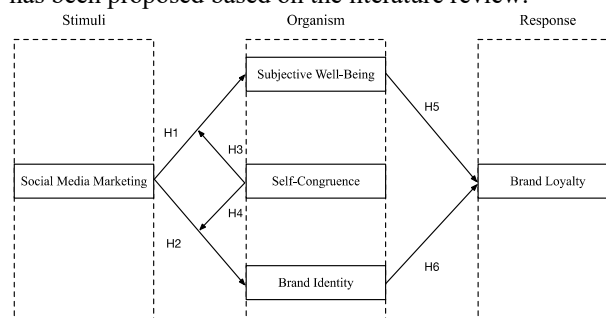 has been proposed based on the literature review.
Stimuli
Organism
Response
Subjective Well-Being
H1
H5
H3
Social Media Marketing
Self-Congruence
Brand Loyalty
H4
H2
H6
Brand Identity